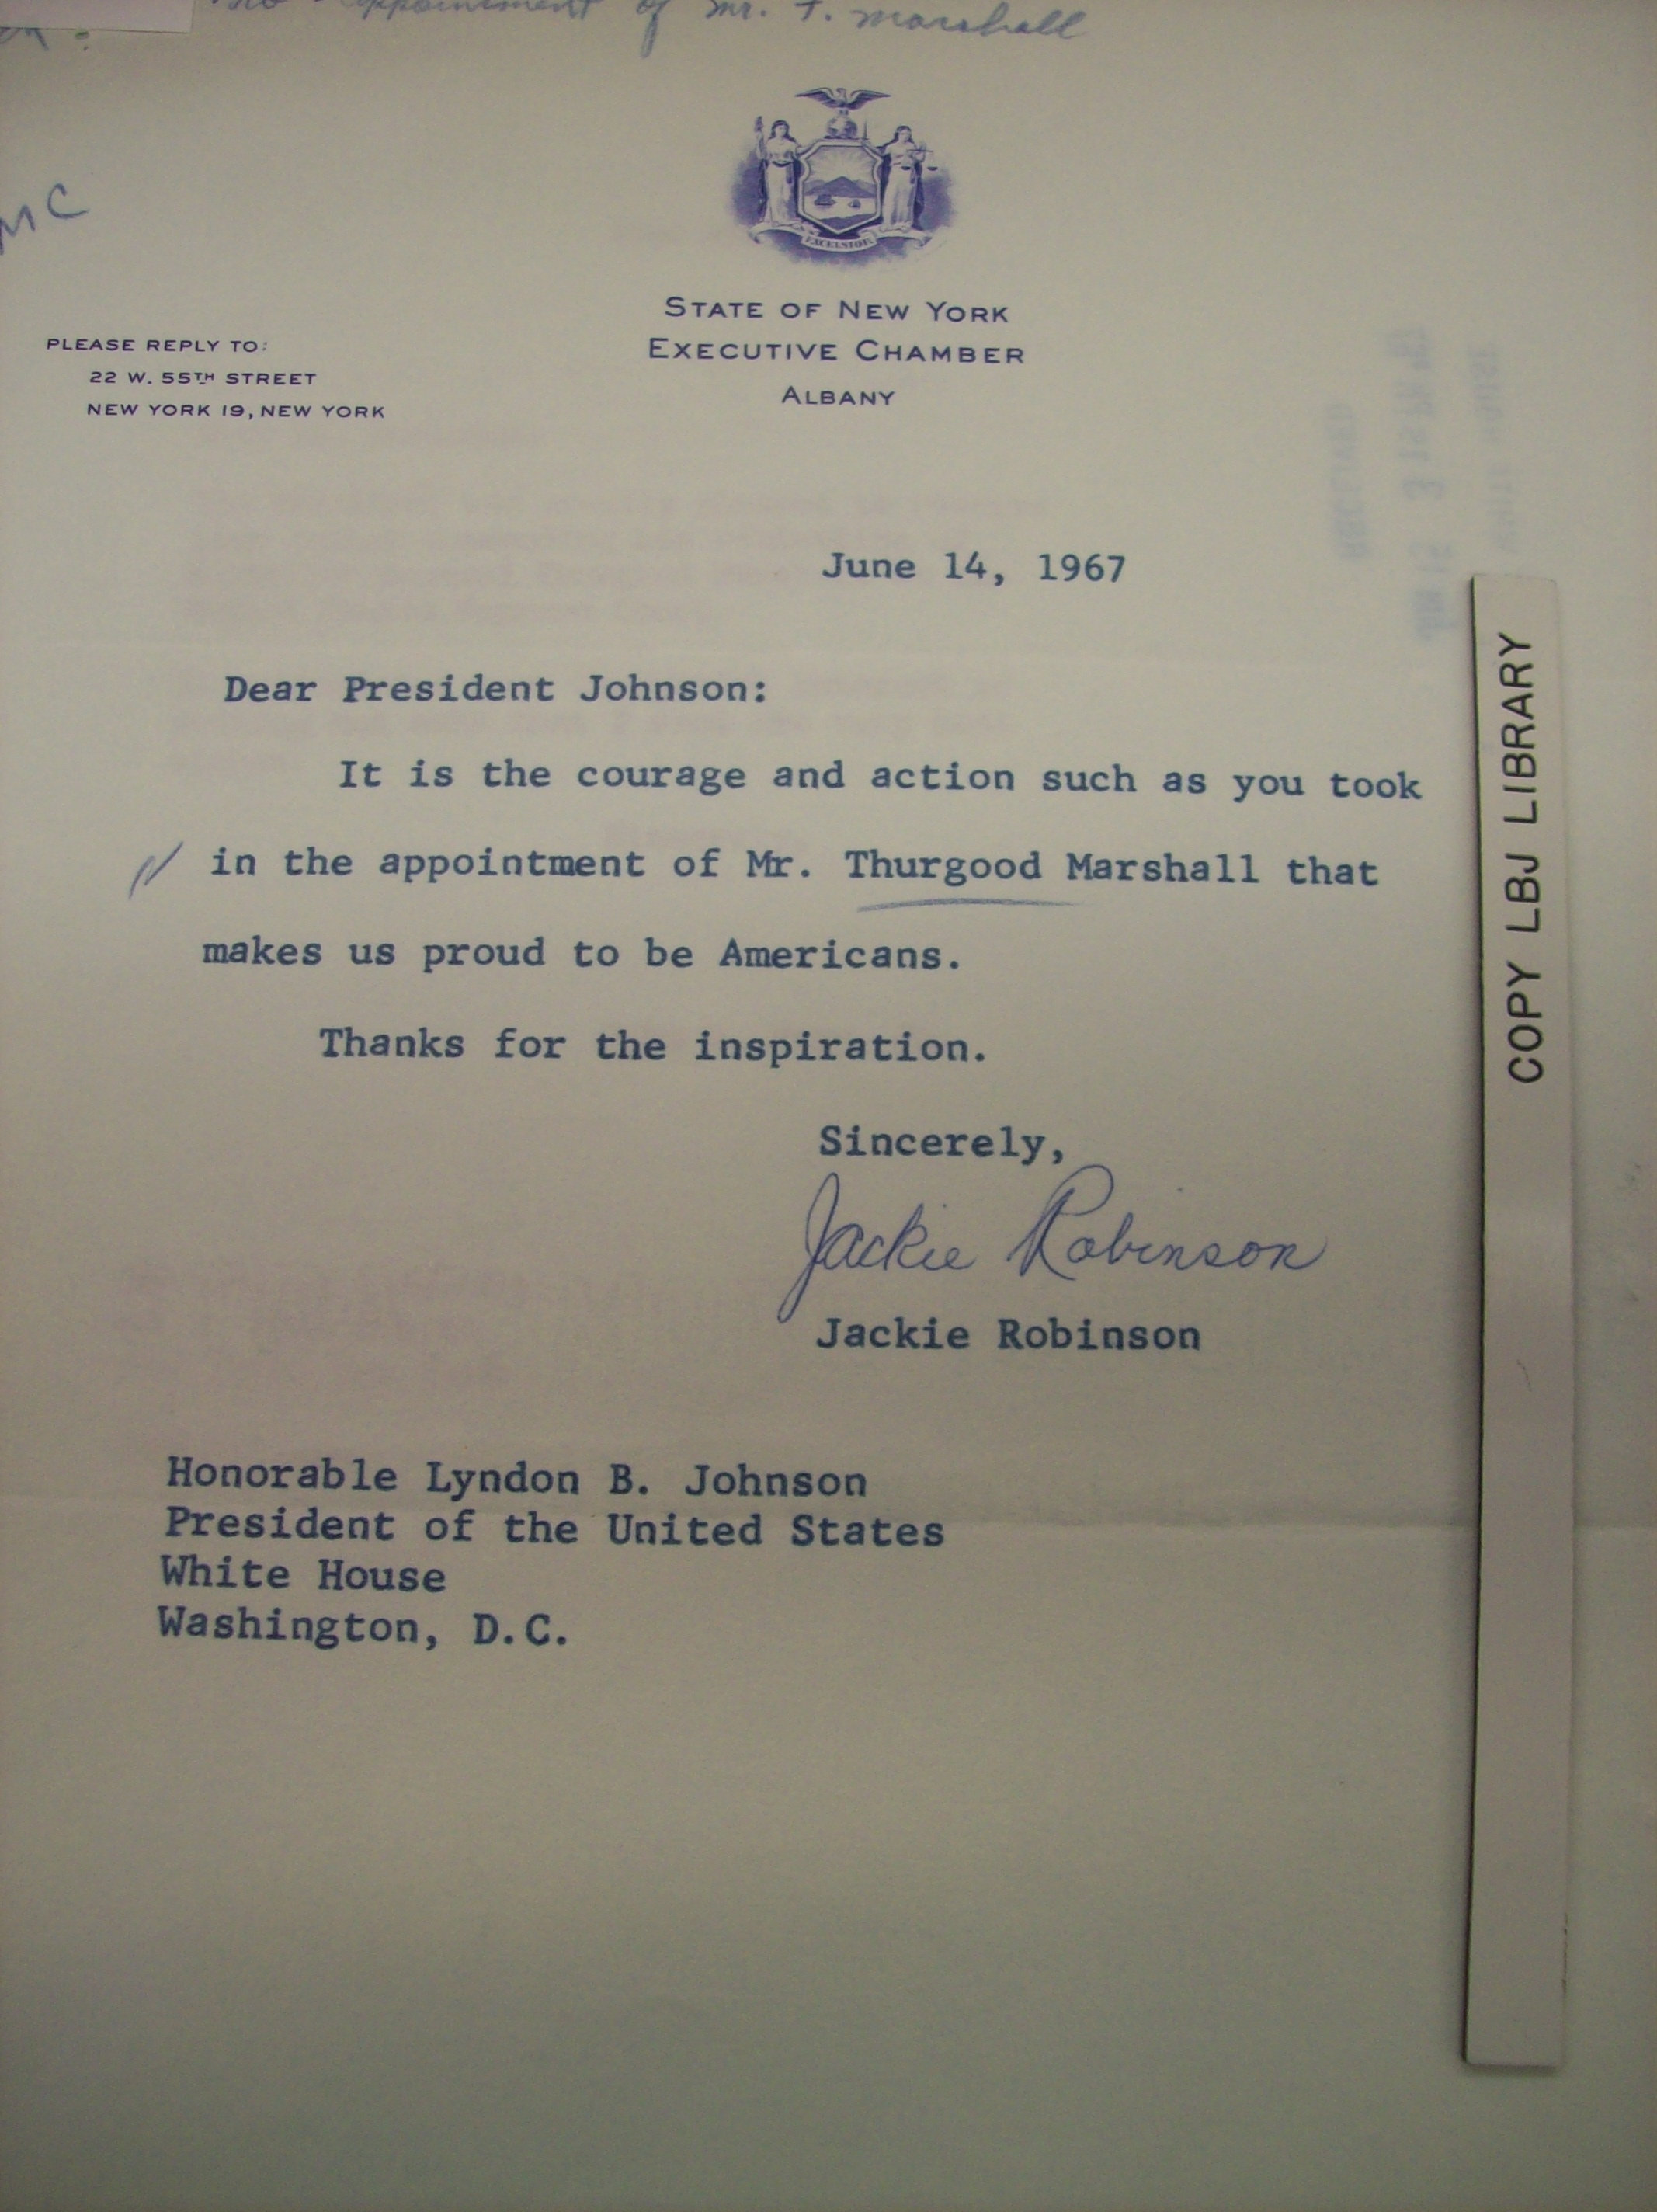 appointment of Mr. T. Marshall
MC
EXCELSIOR
STATE OF NEW YORK
EXECUTIVE CHAMBER
ALBANY
PLEASE REPLY TO:
22 W. 55TH STREET
NEW YORK 19, NEW YORK
June 14, 1967
Dear President Johnson:
It is the courage and action such as you took
in the appointment of Mr. Thurgood Marshall that
makes us proud to be Americans.
Thanks for the inspiration.
Sincerely,
Jackie Robinson
Jackie Robinson
Honorable Lyndon B. Johnson
President of the United States
White House
Washington, D.C.
COPY LBJ LIBRARY